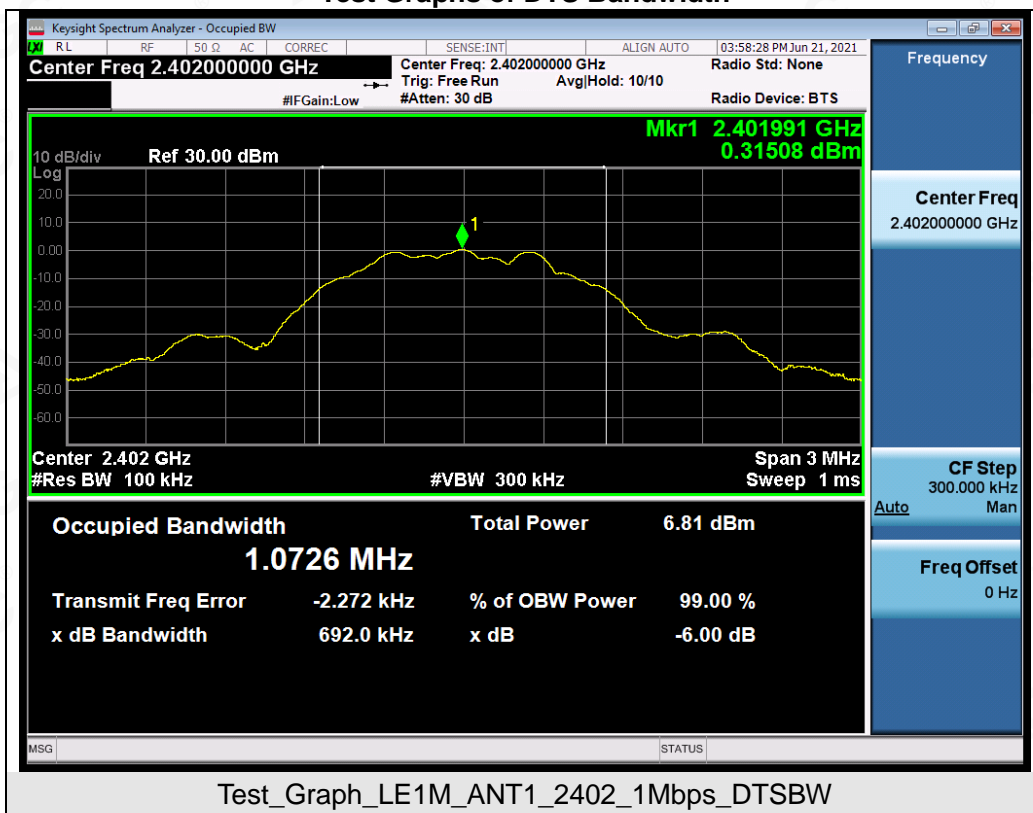 Test Graphs of DTS Bandwidth
Keysight Spectrum Analyzer - Occupied BW
LXI RL RF 50 Ω AC CORREC SENSE:INT ALIGN AUTO 03:58:28 PM Jun 21, 2021
Center Freq 2.402000000 GHz
Center Freq: 2.402000000 GHz Radio Std: None
Trig: Free Run Avg|Hold: 10/10
#IFGain:Low #Atten: 30 dB Radio Device: BTS
Mkr1 2.401991 GHz
0.31508 dBm
10 dB/div Ref 30.00 dBm
Log
20.0
10.0
0.00
-10.0
-20.0
-30.0
-40.0
-50.0
-60.0
1
Center 2.402 GHz Span 3 MHz
#Res BW 100 kHz #VBW 300 kHz Sweep 1 ms
Occupied Bandwidth Total Power 6.81 dBm
1.0726 MHz
Transmit Freq Error -2.272 kHz % of OBW Power 99.00 %
x dB Bandwidth 692.0 kHz x dB -6.00 dB
Frequency
Center Freq
2.402000000 GHz
CF Step
300.000 kHz
Auto Man
Freq Offset
0 Hz
MSG STATUS
Test_Graph_LE1M_ANT1_2402_1Mbps_DTSBW